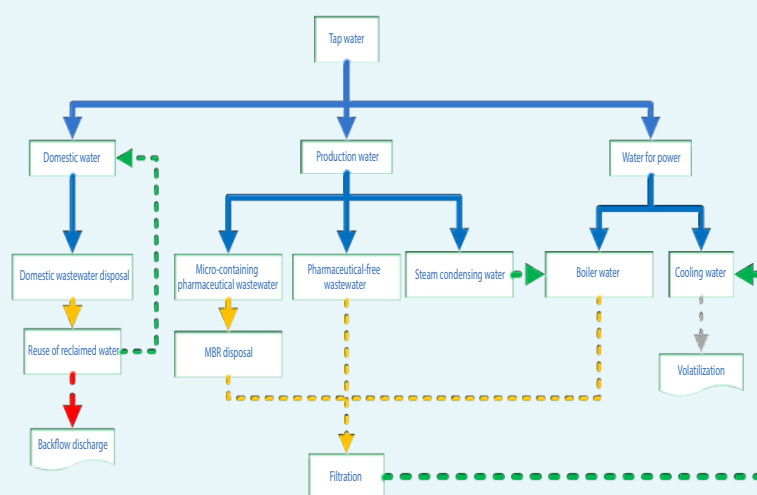 Tap water
Domestic water
Production water
Water for power
Domestic wastewater disposal
Micro-containing
pharmaceutical wastewater
Pharmaceutical-free
wastewater
Steam condensing water
Boiler water
Cooling water
Reuse of reclaimed water
MBR disposal
Volatilization
Backflow discharge
Filtration